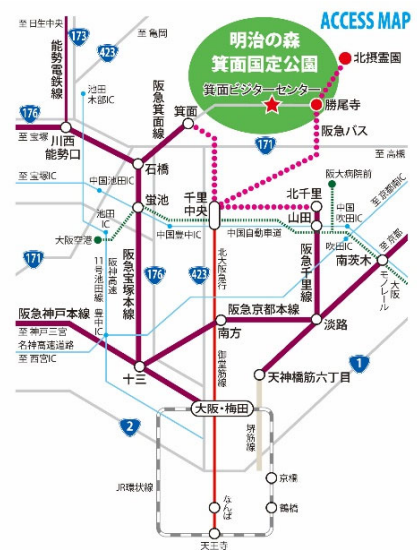 ACCESS MAP
至 日生中央
至 亀岡
能勢電鉄線
173
423
明治の森
箕面国定公園
北摂霊園
箕面ビジターセンター
勝尾寺
池田
木部IC
阪急箕面線
箕面
阪急バス
176
171
至 宝塚
川西
能勢口
至 高槻
石橋
至 宝塚IC
中国池田IC
蛍池
千里
中央
北千里
阪大病院前
至 京都南IC
山田
中国
吹田IC
池田
IC
大阪空港
中国豊中IC
中国自動車道
吹田IC
至 京都
南茨木
大阪
モノレール
171
11号池田線
阪神高速
豊中IC
阪急宝塚本線
176
423
北大阪急行
阪急千里線
阪急神戸本線
阪急京都本線
至 神戸三宮
名神高速道路
至 西宮IC
南方
淡路
御堂筋線
1
十三
天神橋筋六丁目
2
大阪・梅田
堺筋線
JR環状線
京橋
鶴橋
なんば
天王寺